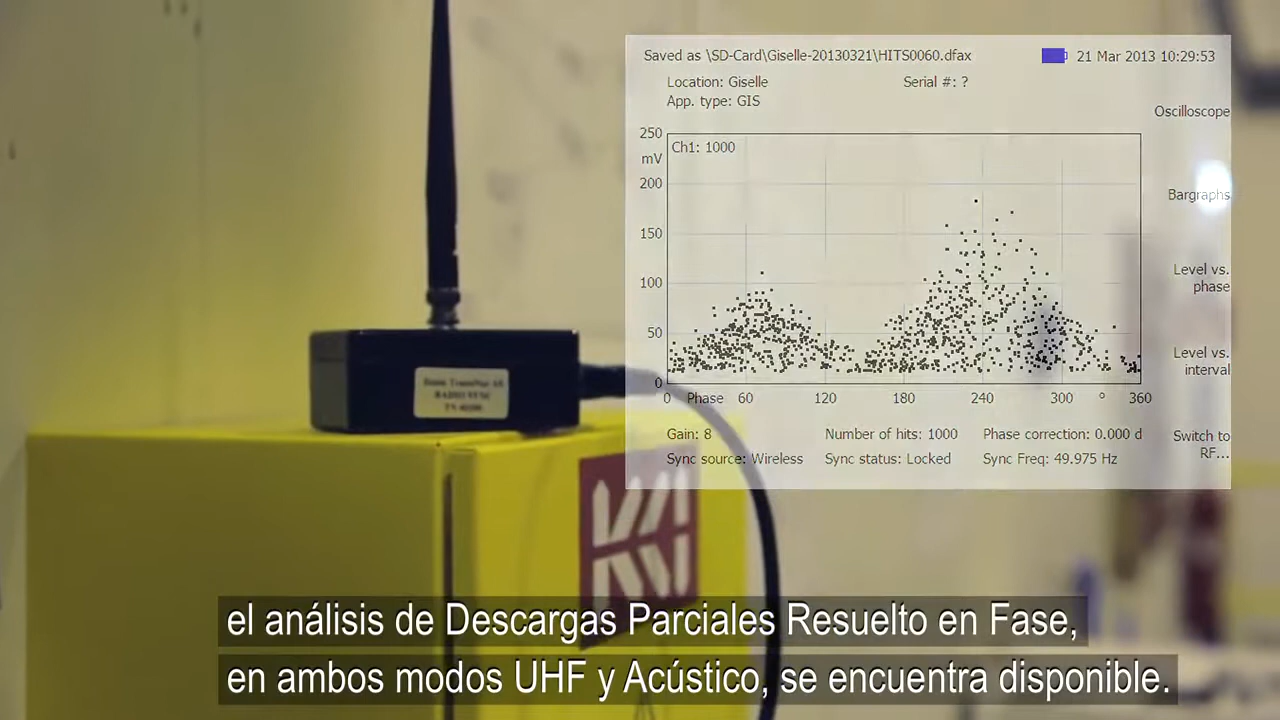 Saved as \SD-Card\Giselle-20130321\HITS0060.dfax
21 Mar 2013 10:29:53
Location: Giselle
Serial #: ?
App. type: GIS
Oscilloscope
Bargraphs
Level vs.
phase
Level vs.
interval
Switch to
RF...
250
mV
200
150
100
50
0
Ch1: 1000
0 Phase 60 120 180 240 300 ° 360
Gain: 8 Number of hits: 1000 Phase correction: 0.000 d
Sync source: Wireless Sync status: Locked Sync Freq: 49.975 Hz
RADIO SYNC
el análisis de Descargas Parciales Resuelto en Fase,
en ambos modos UHF y Acústico, se encuentra disponible.